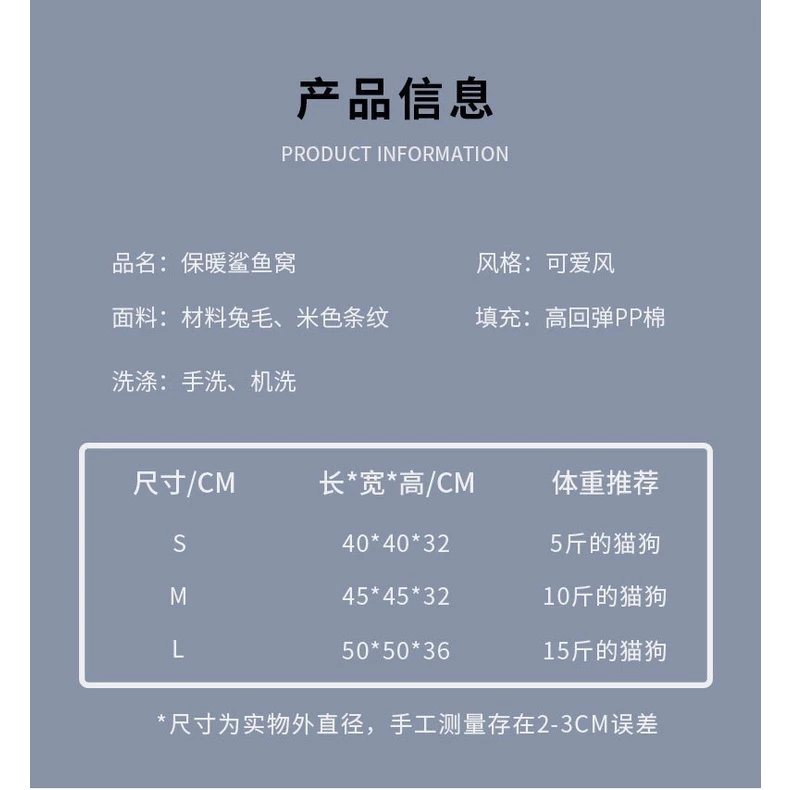 产品信息
PRODUCT INFORMATION
品名：保暖鲨鱼窝 风格：可爱风
面料：材料兔毛、米色条纹 填充：高回弹PP棉
洗涤：手洗、机洗
尺寸/CM 长*宽*高/CM 体重推荐
S 40*40*32 5斤的猫狗
M 45*45*32 10斤的猫狗
L 50*50*36 15斤的猫狗
*尺寸为实物外直径，手工测量存在2-3CM误差